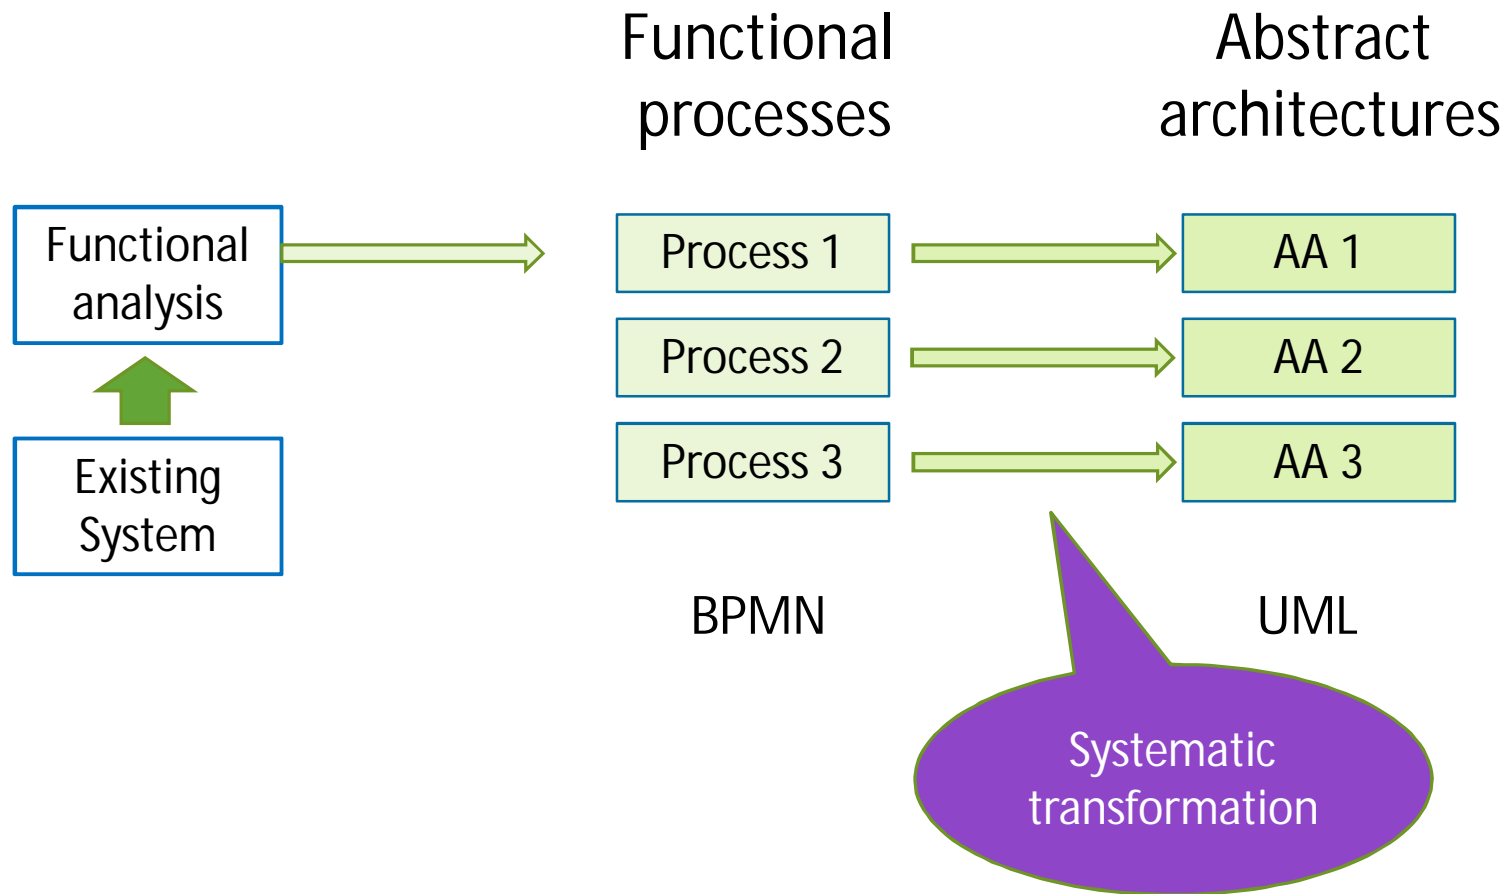 Functional
processes
Abstract
architectures
Functional
analysis
Existing
System
Process 1
AA 1
Process 2
AA 2
Process 3
AA 3
BPMN
UML
Systematic
transformation